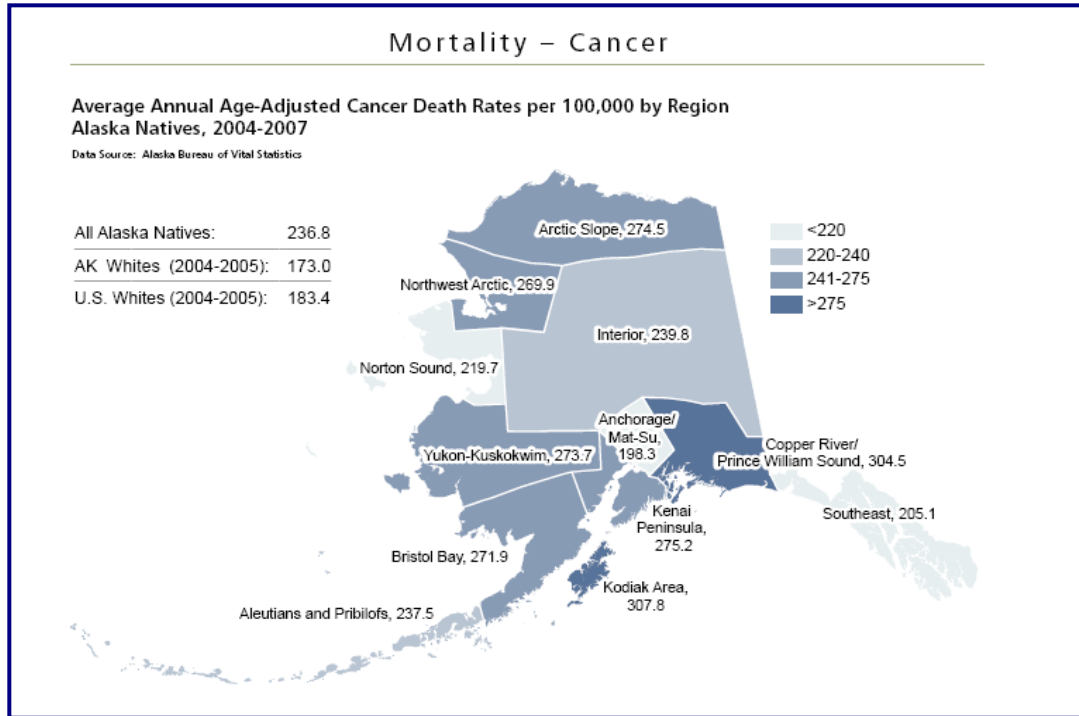 Mortality – Cancer
Average Annual Age-Adjusted Cancer Death Rates per 100,000 by Region
Alaska Natives, 2004-2007
Data Source: Alaska Bureau of Vital Statistics
All Alaska Natives: 236.8
AK Whites (2004-2005): 173.0
U.S. Whites (2004-2005): 183.4
<220
220-240
241-275
>275
Arctic Slope, 274.5
Northwest Arctic, 269.9
Interior, 239.8
Norton Sound, 219.7
Anchorage/
Mat-Su,
198.3
Yukon-Kuskokwim, 273.7
Copper River/
Prince William Sound, 304.5
Southeast, 205.1
Kenai
Peninsula,
275.2
Bristol Bay, 271.9
Kodiak Area,
307.8
Aleutians and Pribilofs, 237.5